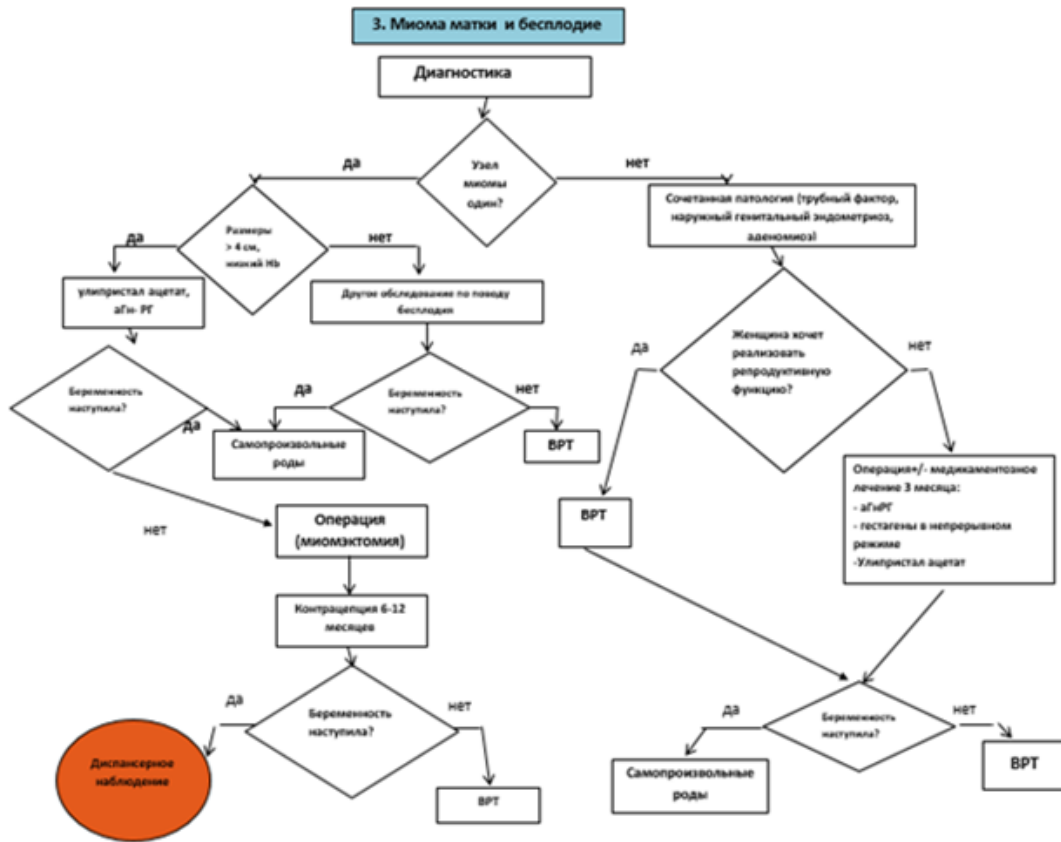 3. Миома матки и бесплодие
Диагностика
да
нет
Узел
миомы
один?
Сочетанная патология (трубный фактор,
наружный генитальный эндометриоз,
аденомиоз)
Размеры
> 4 см,
низкий Hb
да
нет
улипристал ацетат,
аГн- РГ
Другое обследование по поводу
бесплодия
Женщина хочет
реализовать
репродуктивную
функцию?
да
нет
Беременность
наступила?
да
Беременность
наступила?
да
нет
Самопроизвольные
роды
ВРТ
нет
Операция
(миомэктомия)
ВРТ
Операция+/- медикаментозное
лечение 3 месяца:
- аГнРГ
- гестагены в непрерывном
режиме
-Улипристал ацетат
Контрацепция 6-12
месяцев
да
Беременность
наступила?
нет
Диспансерное
наблюдение
ВРТ
да
Беременность
наступила?
нет
Самопроизвольные
роды
ВРТ